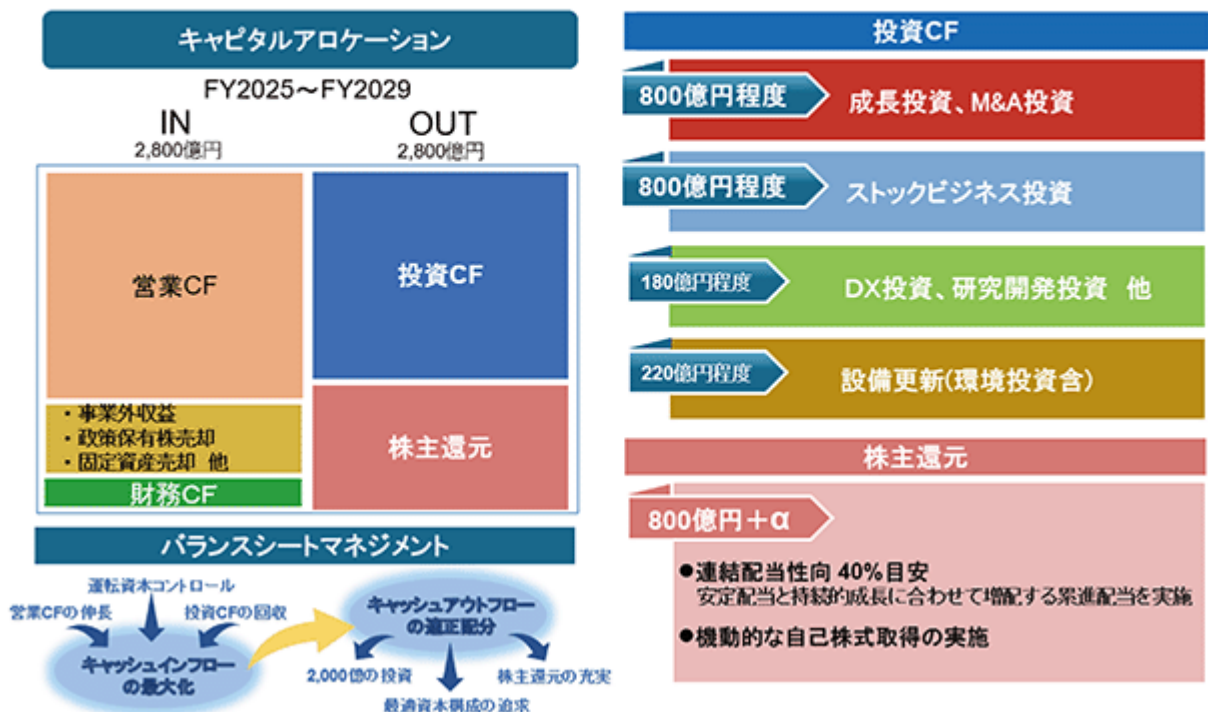 キャピタルアロケーション
FY2025～FY2029
IN
2,800億円
OUT
2,800億円
営業CF
・事業外収益
・政策保有株売却
・固定資産売却 他
財務CF
投資CF
株主還元
バランスシートマネジメント
運転資本コントロール
営業CFの伸長
投資CFの回収
キャッシュインフロー
の最大化
キャッシュアウトフロー
の適正配分
2,000億の投資
最適資本構成の追求
株主還元の充実
投資CF
800億円程度
成長投資、M&A投資
800億円程度
ストックビジネス投資
180億円程度
DX投資、研究開発投資 他
220億円程度
設備更新(環境投資含)
株主還元
800億円＋α
●連結配当性向 40%目安
安定配当と持続的成長に合わせて増配する累進配当を実施
●機動的な自己株式取得の実施